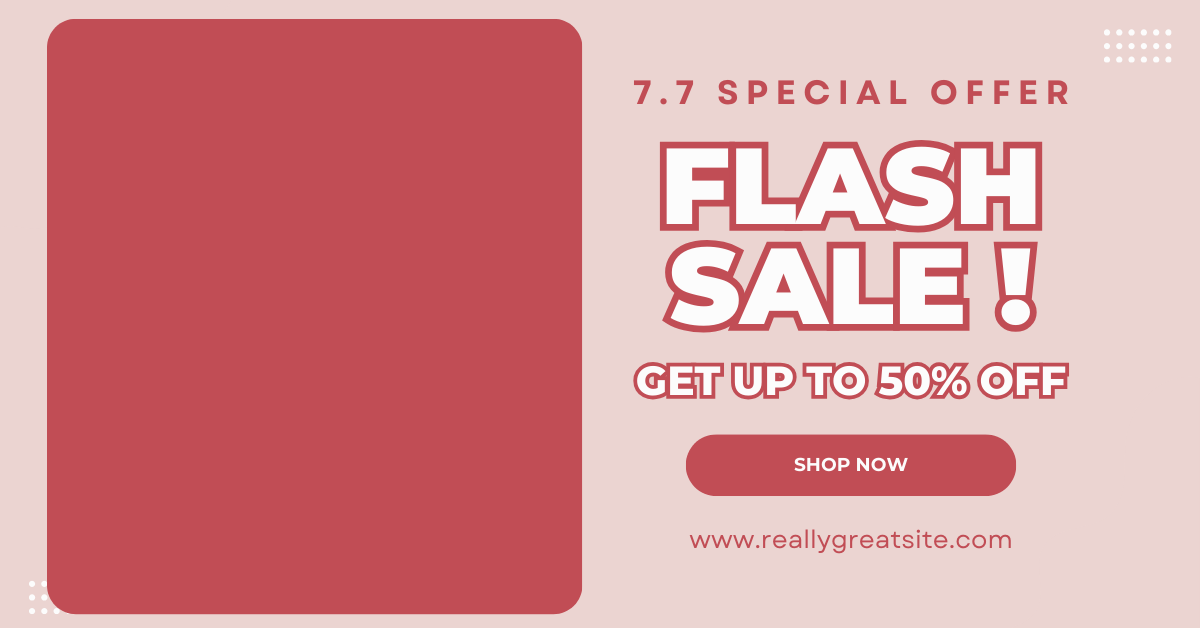 7.7 SPECIAL OFFER
FLASH
SALE !
GET UP TO 50% OFF
SHOP NOW
www.reallygreatsite.com